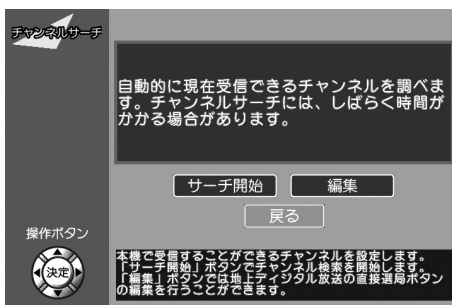 チャンネルサーチ
自動的に現在受信できるチャンネルを調べま
す。チャンネルサーチには、しばらく時間が
かかる場合があります。
サーチ開始 編集
戻る
操作ボタン
決定
本機で受信することができるチャンネルを設定します。
「サーチ開始」ボタンでチャンネル検索を開始します。
「編集」ボタンでは地上ディジタル放送の直接選局ボタン
の編集を行うことができます。